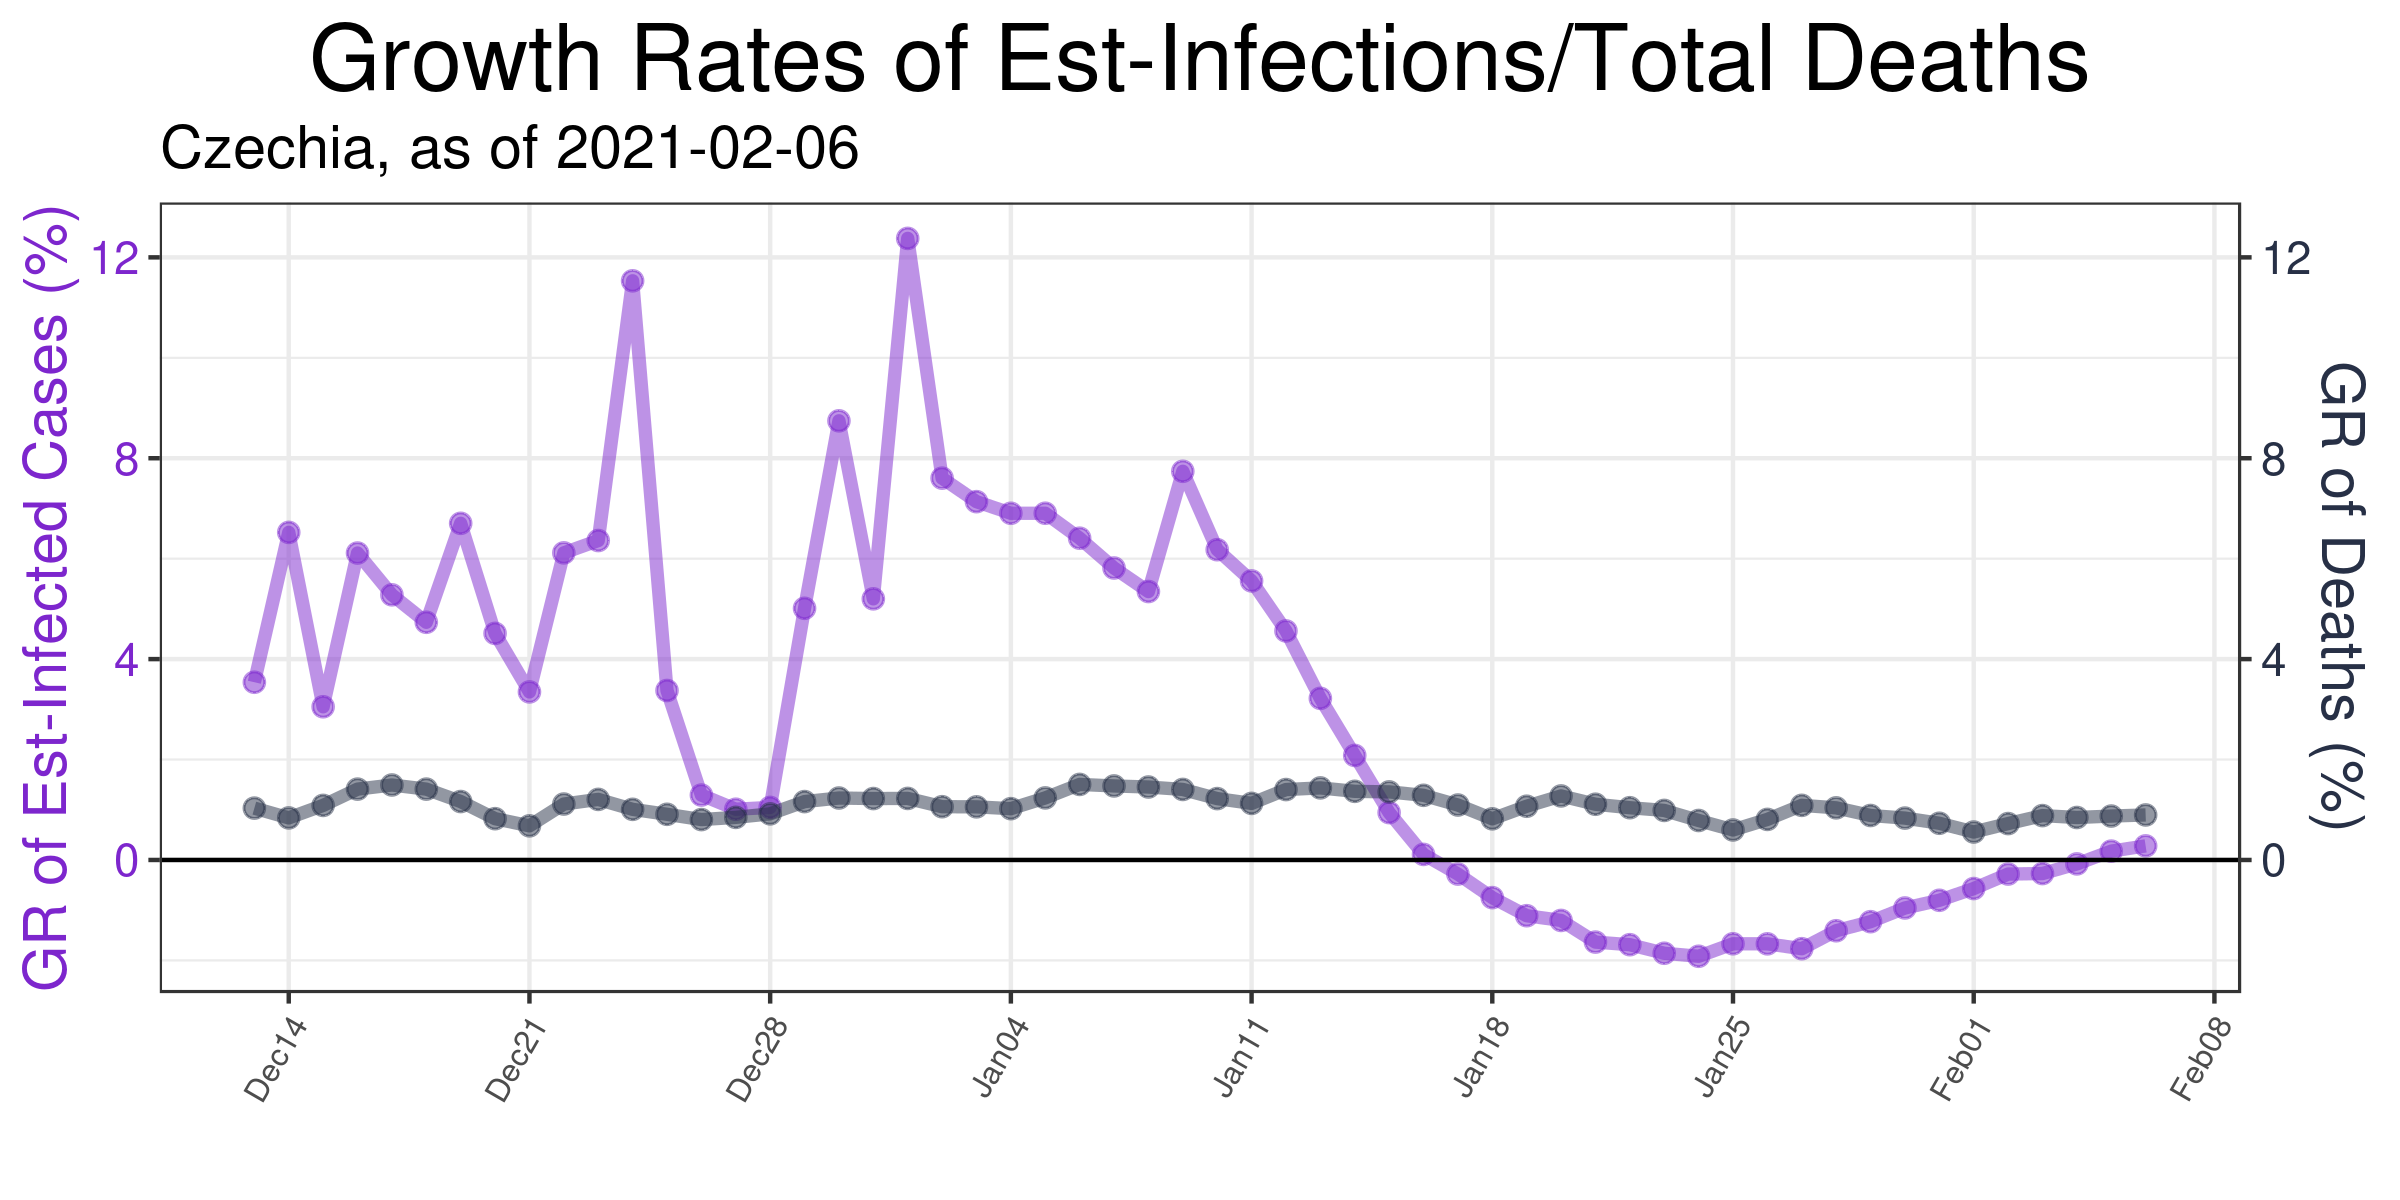 Growth Rates of Est-Infections/Total Deaths
Czechia, as of 2021-02-06
GR of Est-Infected Cases (%)
12
8
4
0
12
8
4
0
GR of Deaths (%)
Dec14
Dec21
Dec28
Jan04
Jan11
Jan18
Jan25
Feb01
Feb08